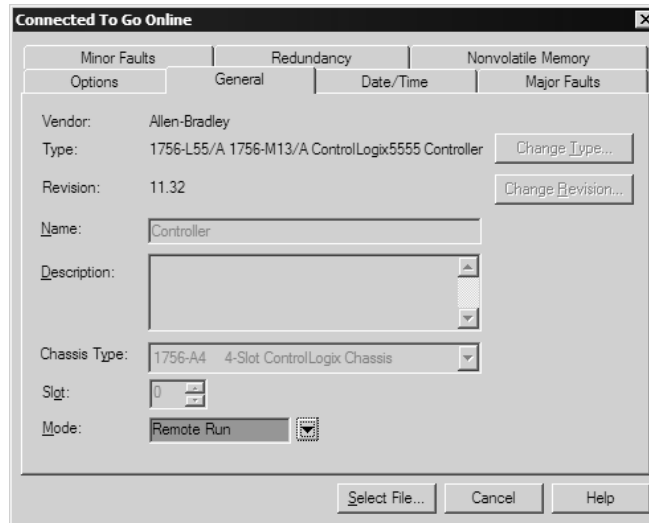 Connected To Go Online
Minor Faults Redundancy Nonvolatile Memory
Options General Date/Time Major Faults
Vendor: Allen-Bradley
Type: 1756-L55/A 1756-M13/A ControlLogix5555 Controller Change Type...
Revision: 11.32 Change Revision...
Name: Controller
Description:
Chassis Type: 1756-A4 4-Slot ControlLogix Chassis
Slot: 0
Mode: Remote Run
Select File... Cancel Help